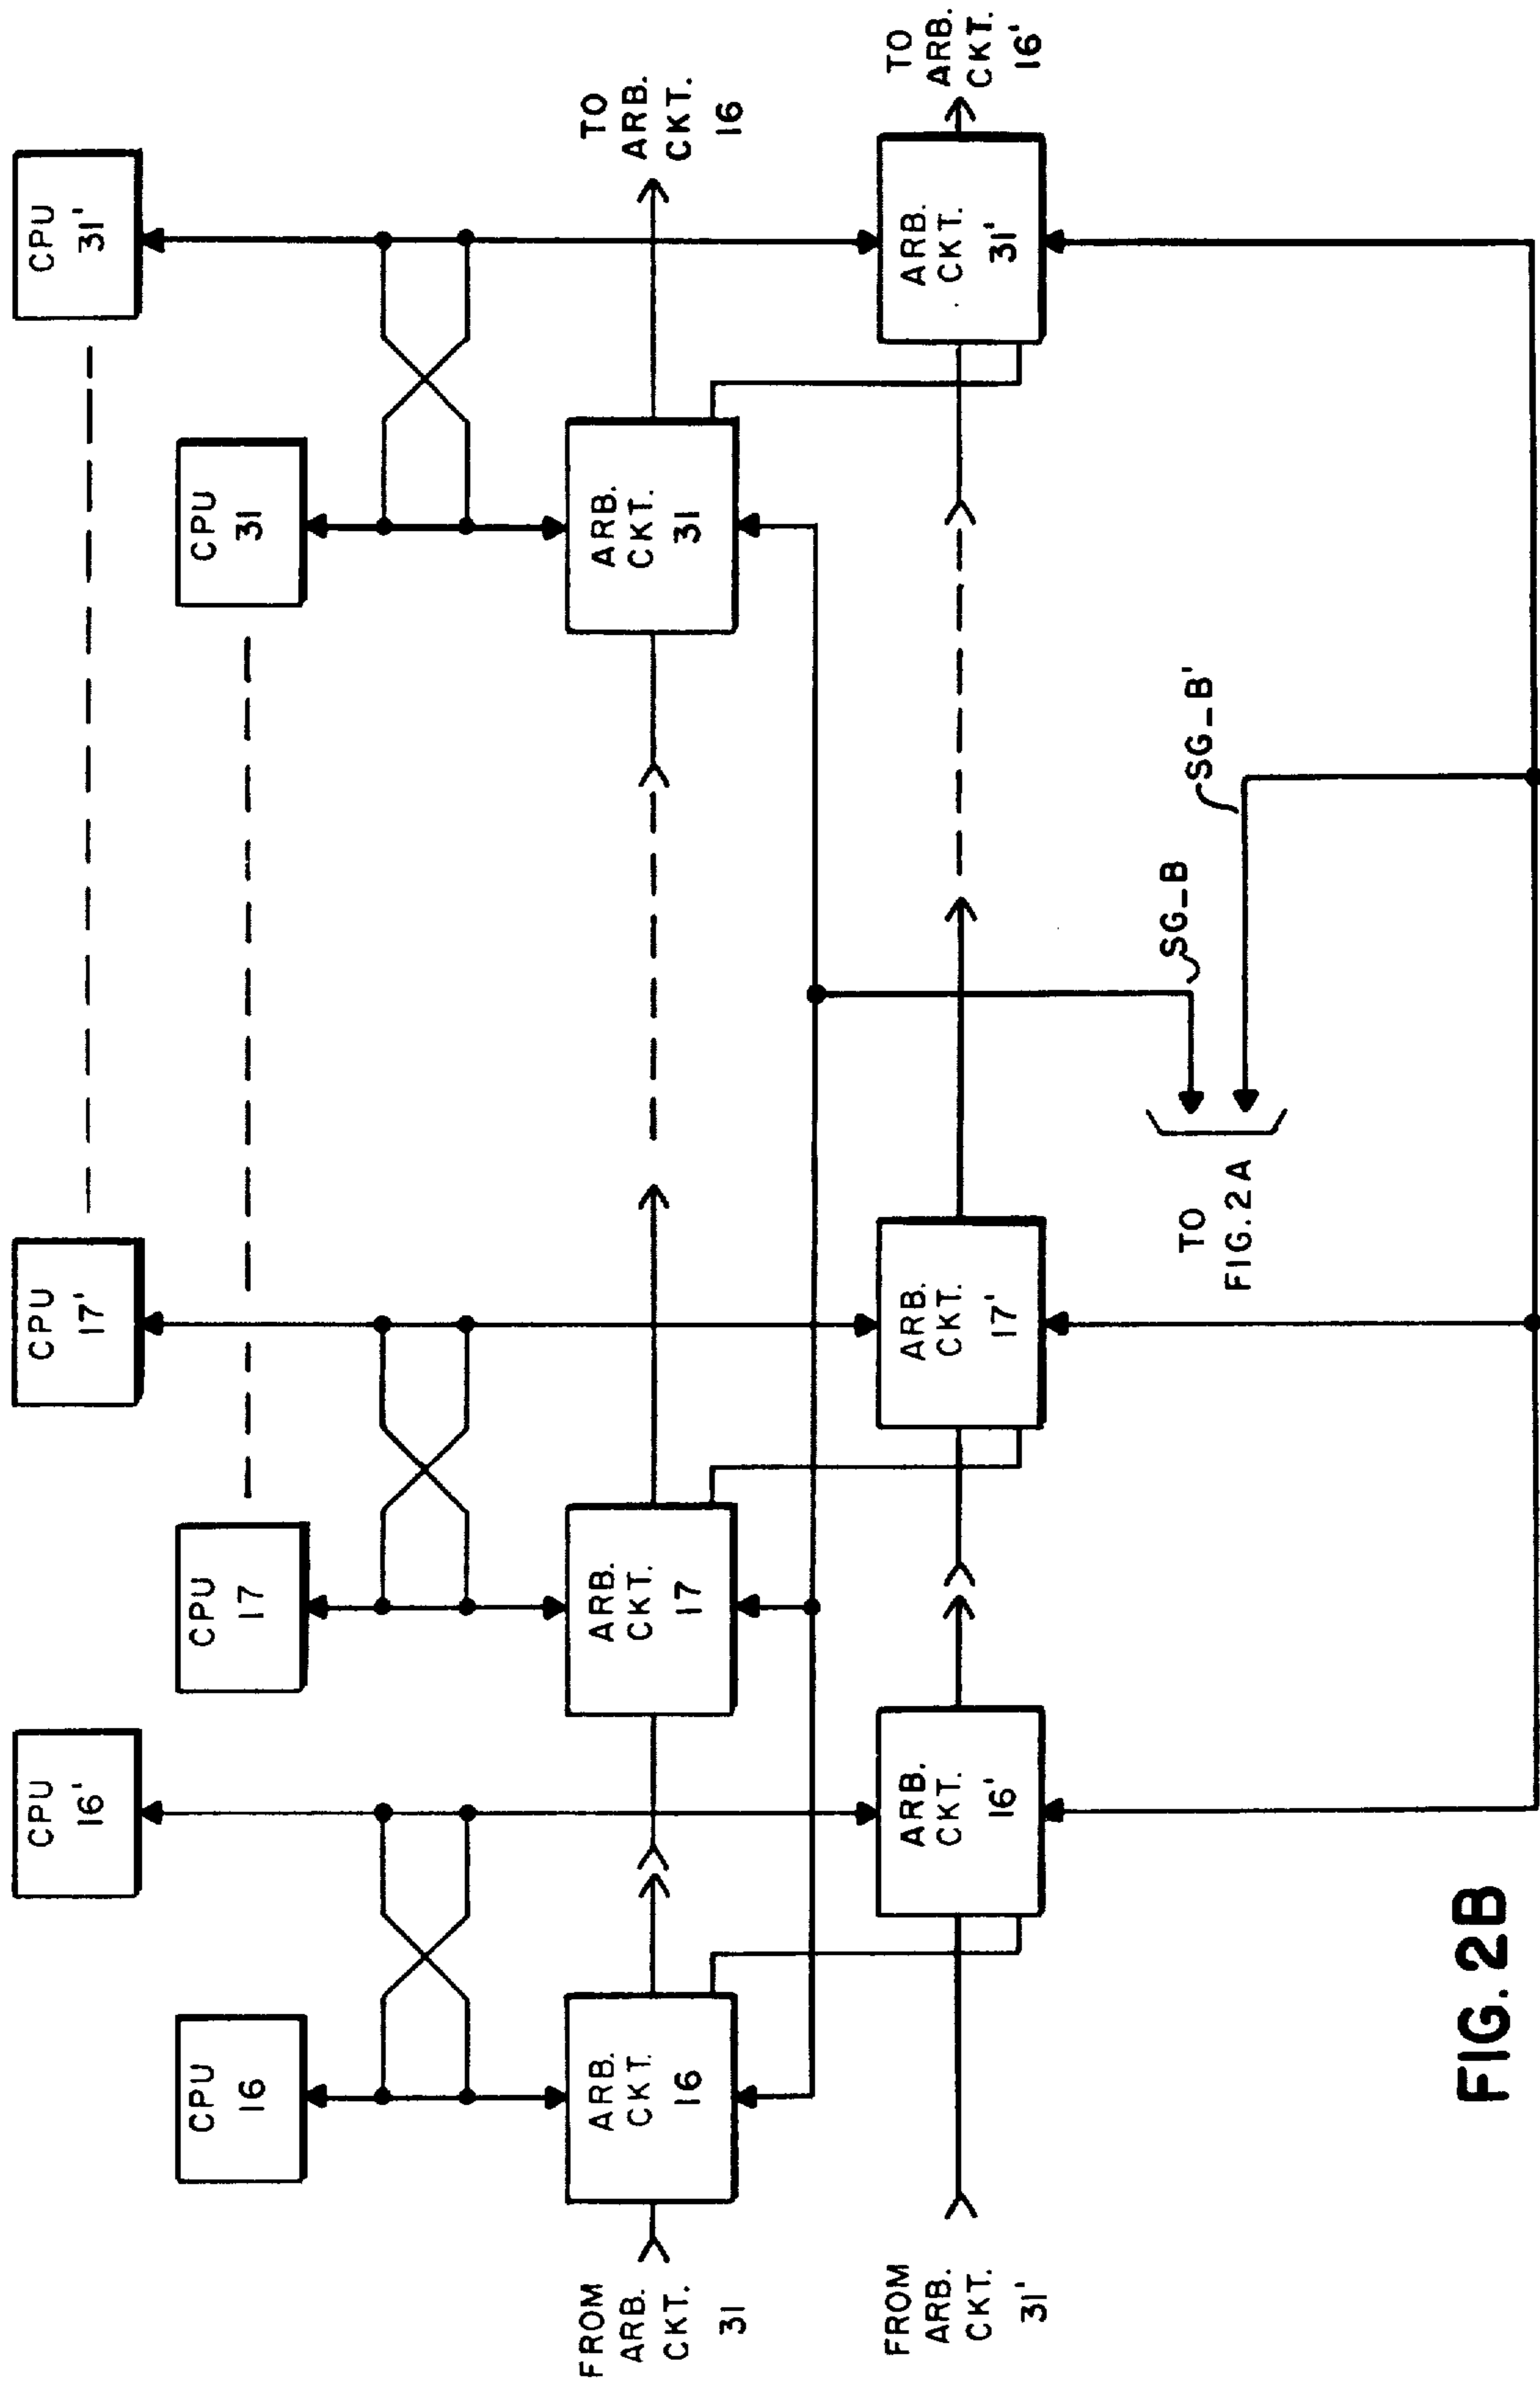 CPU
16'
CPU
17'
CPU
31'
CPU
16
CPU
17
CPU
31
FROM
ARB.
CKT.
31
ARB.
CKT.
16
ARB.
CKT.
17
ARB.
CKT.
31
TO
ARB.
CKT.
16
FROM
ARB.
CKT.
31'
ARB.
CKT.
16'
ARB.
CKT.
17'
ARB.
CKT.
31'
TO
ARB.
CKT.
16'
TO
FIG. 2A
SG_B
SG_B'
FIG. 2B